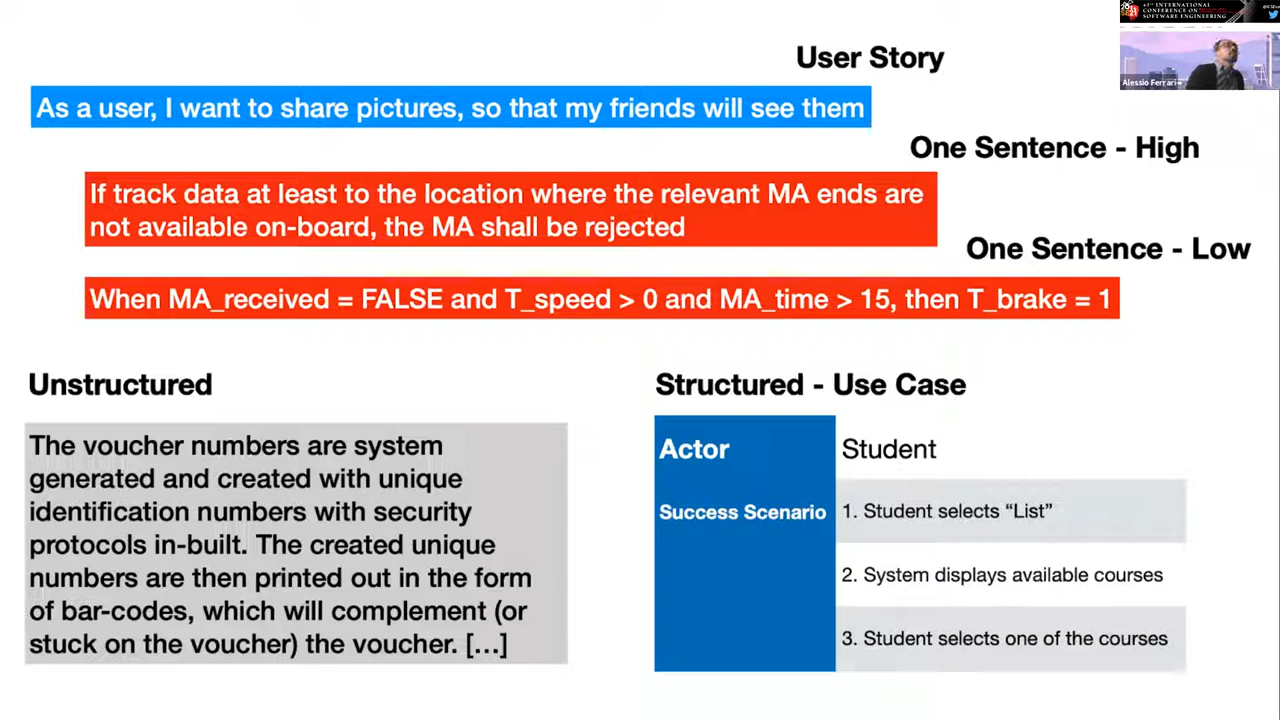 43rd INTERNATIONAL
CONFERENCE ON
SOFTWARE ENGINEERING
Alessio Ferrari
User Story
As a user, I want to share pictures, so that my friends will see them
One Sentence - High
If track data at least to the location where the relevant MA ends are
not available on-board, the MA shall be rejected
One Sentence - Low
When MA_received = FALSE and T_speed > 0 and MA_time > 15, then T_brake = 1
Unstructured
The voucher numbers are system
generated and created with unique
identification numbers with security
protocols in-built. The created unique
numbers are then printed out in the form
of bar-codes, which will complement (or
stuck on the voucher) the voucher. […]
Structured - Use Case
Actor Student
Success Scenario 1. Student selects “List”
2. System displays available courses
3. Student selects one of the courses